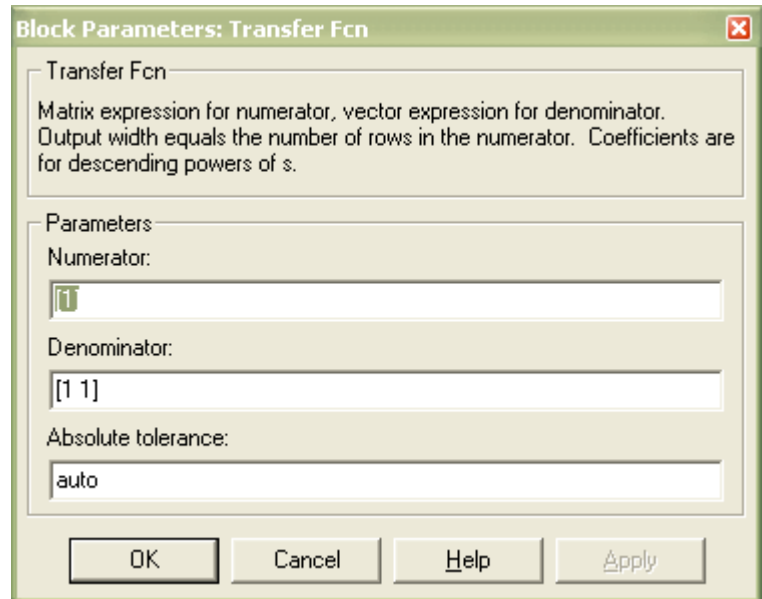 Block Parameters: Transfer Fcn
Transfer Fcn
Matrix expression for numerator, vector expression for denominator.
Output width equals the number of rows in the numerator.  Coefficients are
for descending powers of s.
Parameters
Numerator:
[1]
Denominator:
[1 1]
Absolute tolerance:
auto
OK Cancel Help Apply